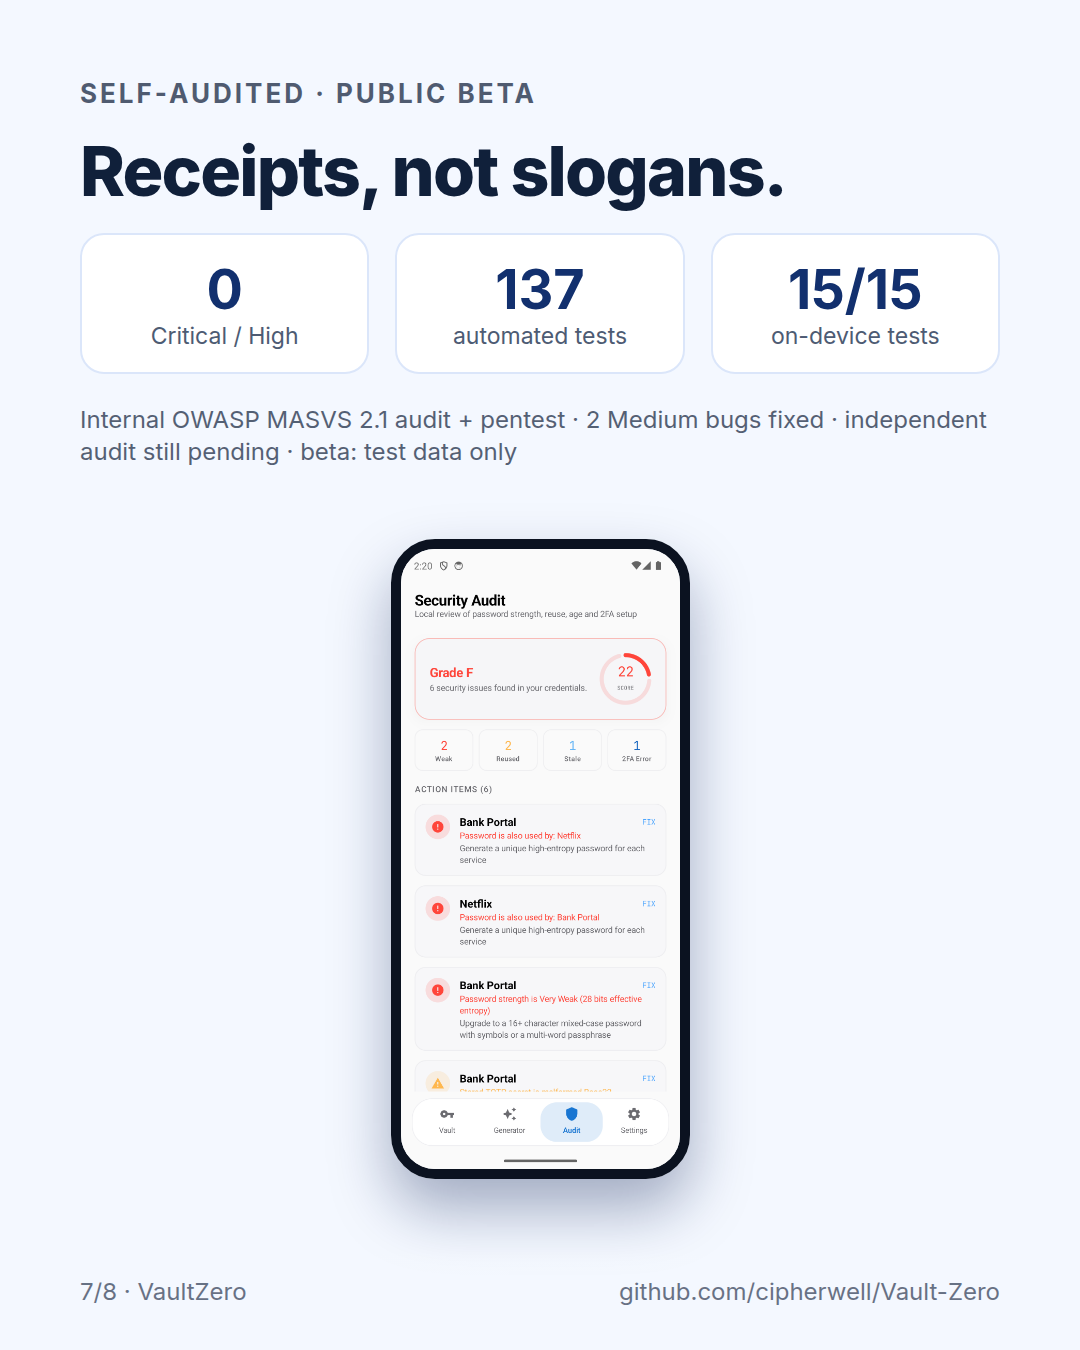 SELF-AUDITED · PUBLIC BETA
Receipts, not slogans.
0
Critical / High
137
automated tests
15/15
on-device tests
Internal OWASP MASVS 2.1 audit + pentest · 2 Medium bugs fixed · independent
audit still pending · beta: test data only
2:20
Security Audit
Local review of password strength, reuse, age and 2FA setup
Grade F
6 security issues found in your credentials.
22
SCORE
2
Weak
2
Reused
1
Stale
1
2FA Error
ACTION ITEMS (6)
Bank Portal
FIX
Password is also used by: Netflix
Generate a unique high-entropy password for each
service
Netflix
FIX
Password is also used by: Bank Portal
Generate a unique high-entropy password for each
service
Bank Portal
FIX
Password strength is Very Weak (28 bits effective
entropy)
Upgrade to a 16+ character mixed-case password
with symbols or a multi-word passphrase
Bank Portal
FIX
Vault
Generator
Audit
Settings
7/8 · VaultZero
github.com/cipherwell/Vault-Zero